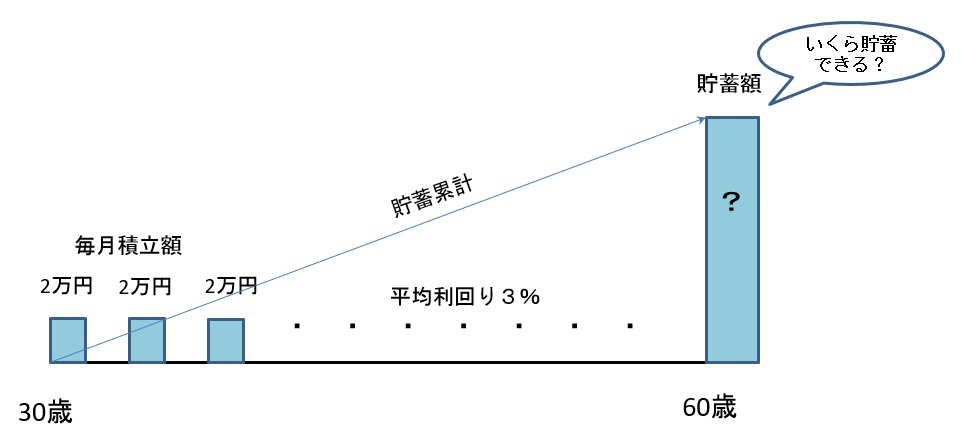 いくら貯蓄
できる？
貯蓄額
？
貯蓄累計
毎月積立額
2万円
2万円
2万円
平均利回り３％
・ ・ ・ ・ ・ ・ ・
30歳
60歳